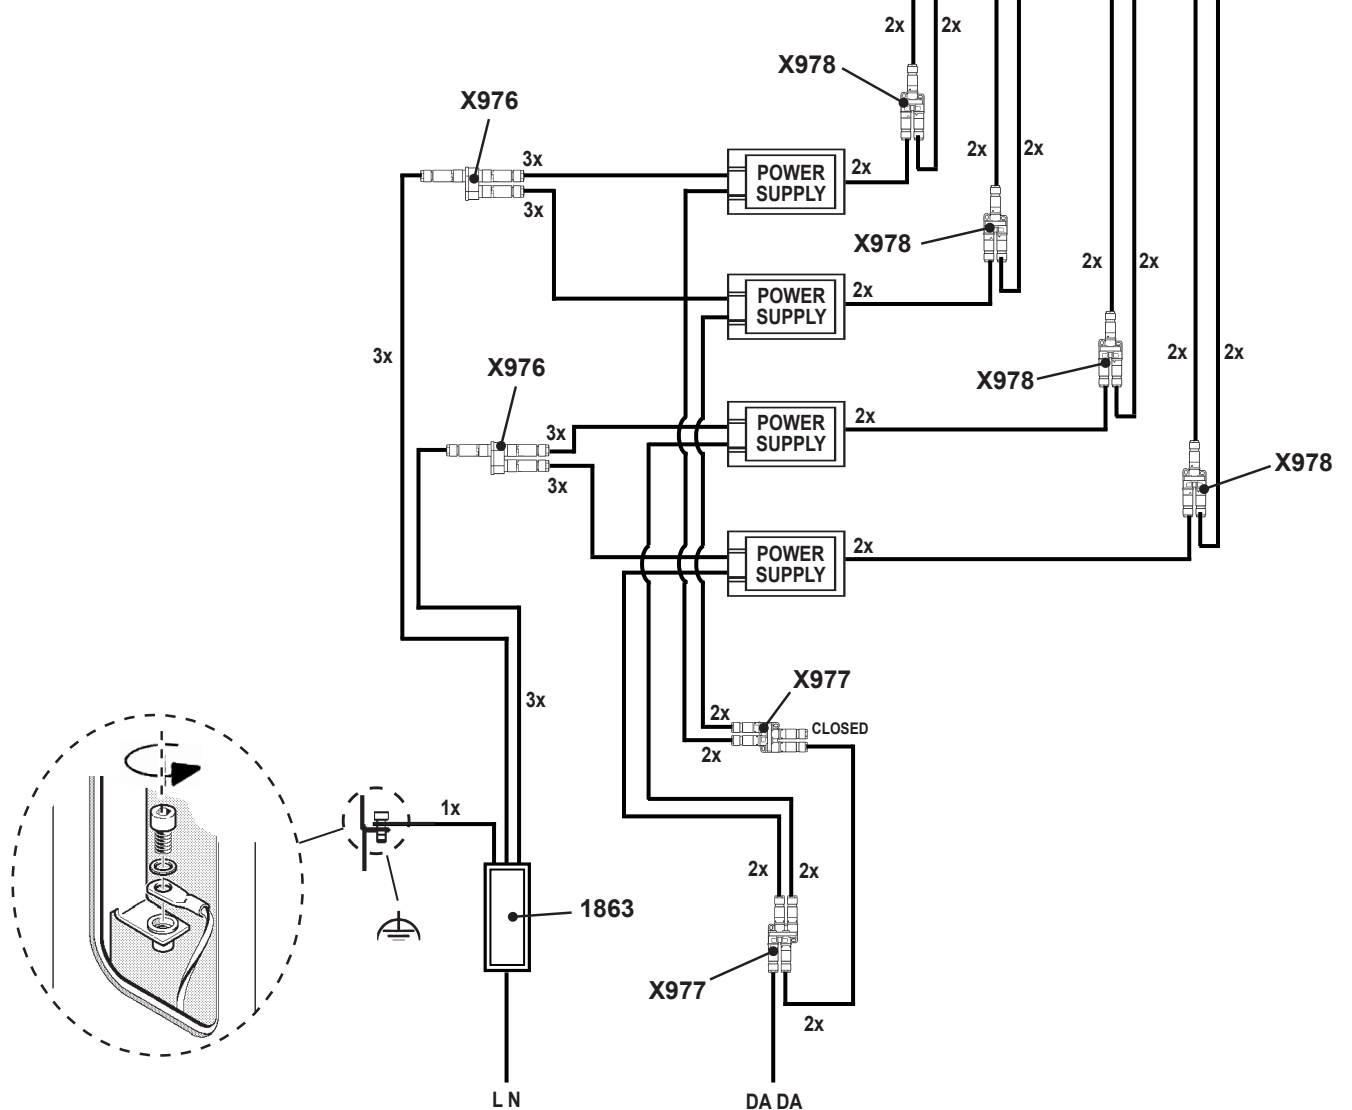 2x 2x
X978
X976
3x
3x
POWER
SUPPLY
2x
2x 2x
X978
2x 2x
POWER
SUPPLY
2x
3x
X976
2x 2x
X978
3x
3x
POWER
SUPPLY
2x
X978
POWER
SUPPLY
2x
3x
X977
2x
2x
CLOSED
1x
2x 2x
1863
X977
2x
L N
DA DA